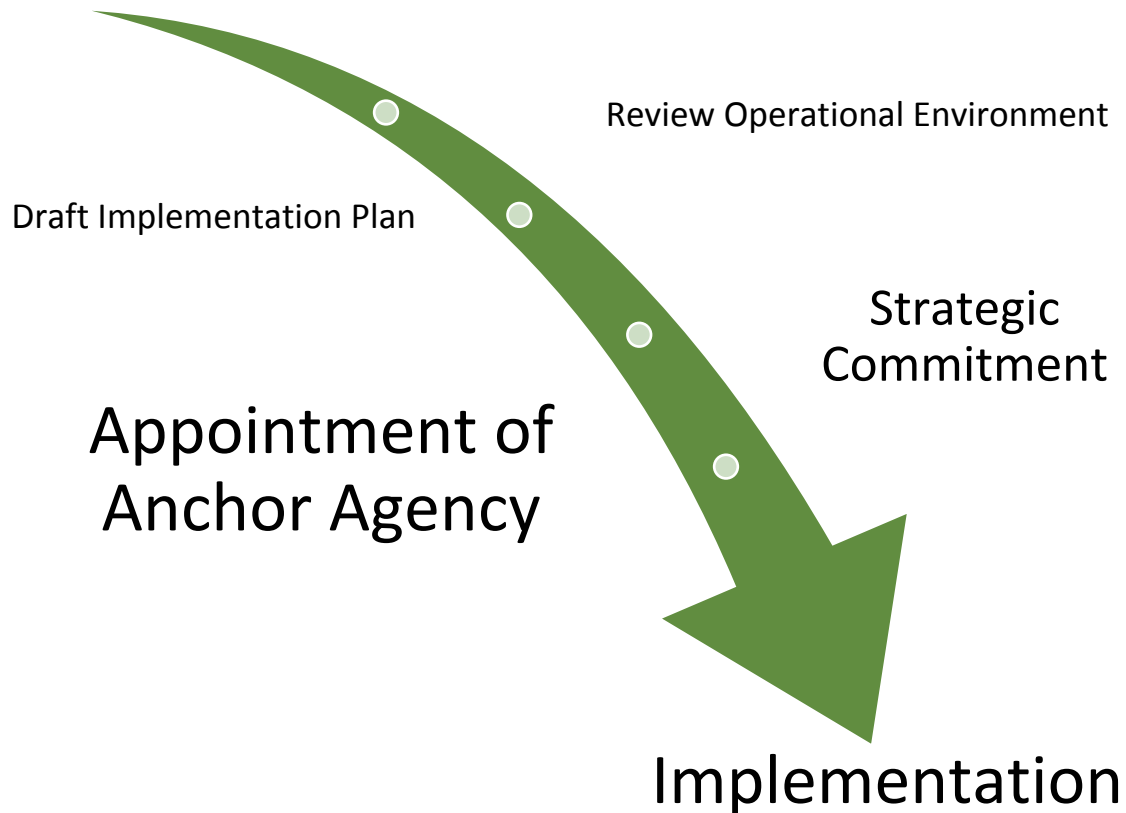 Review Operational Environment
Draft Implementation Plan
Strategic
Commitment
Appointment of
Anchor Agency
Implementation